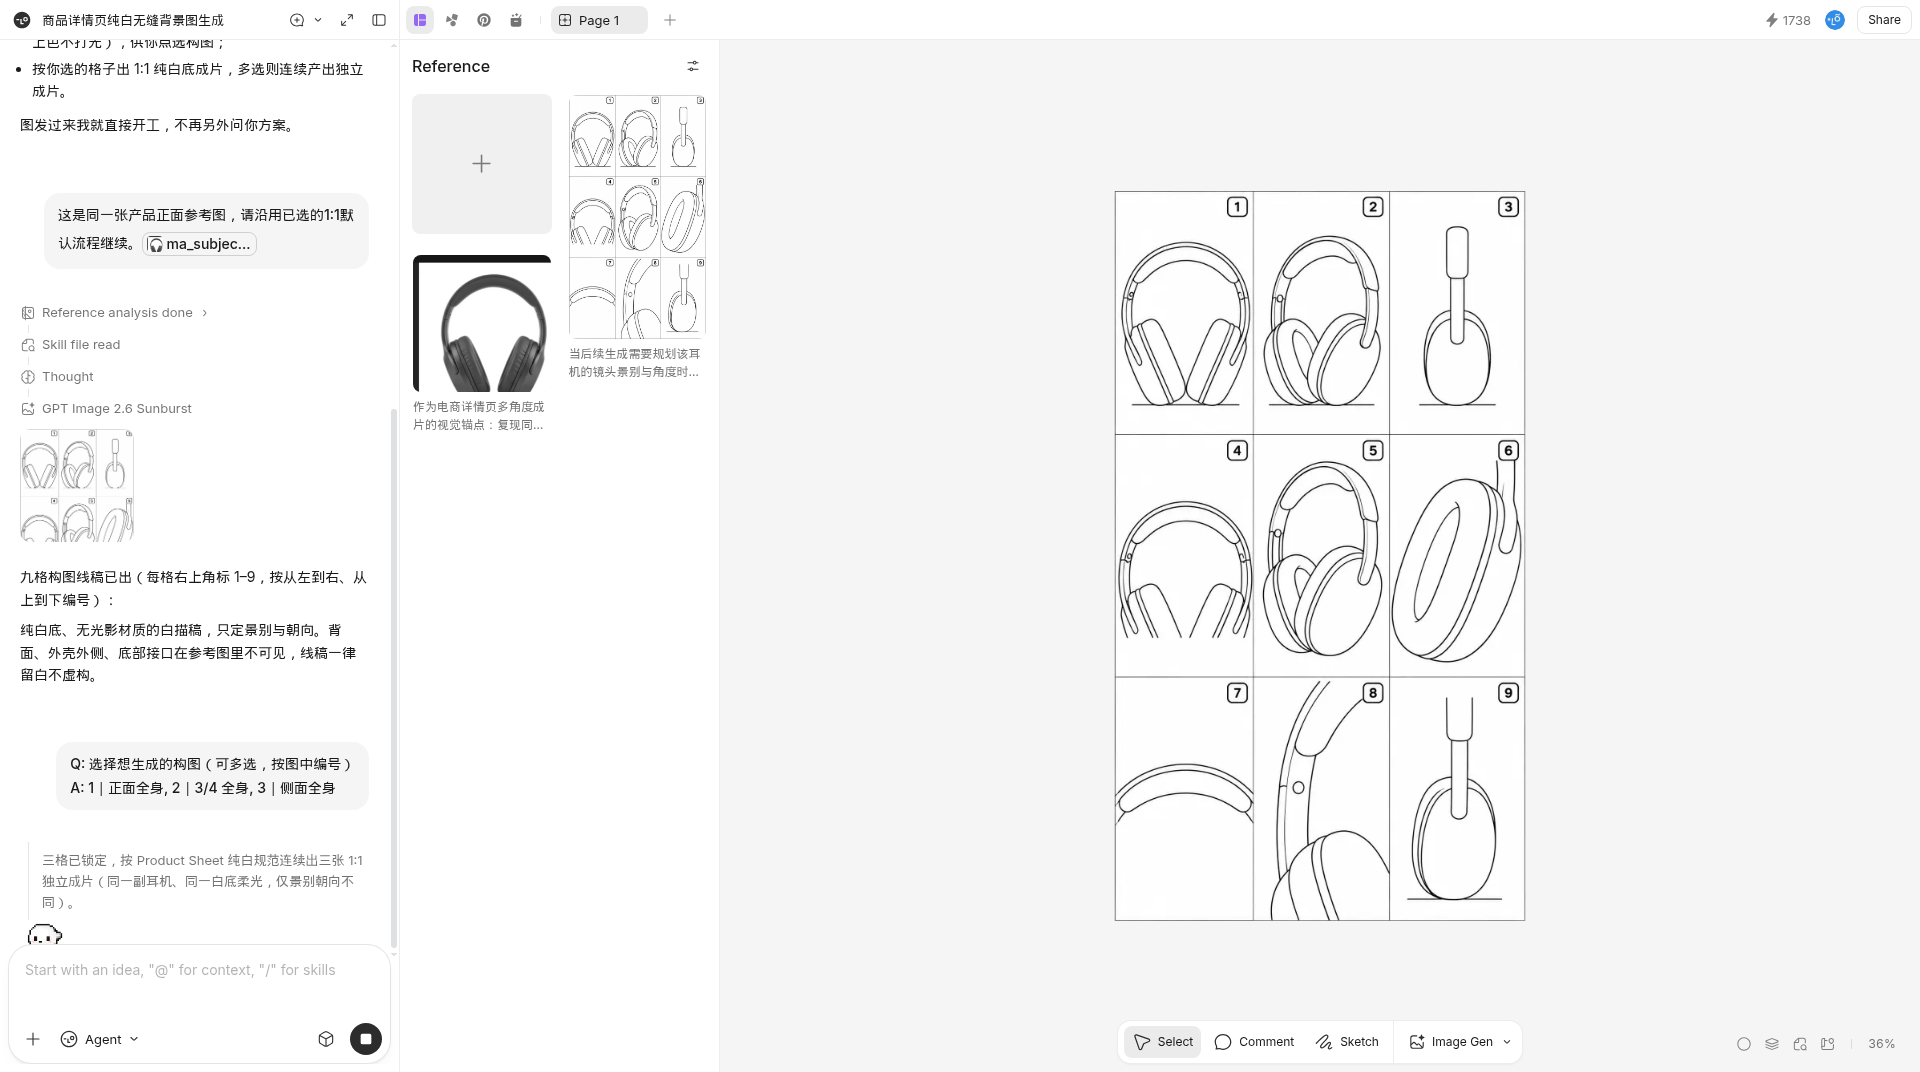 商品详情页纯白无缝背景图生成
Page 1
1738
Share
上色不打光），供你点选构图；
按你选的格子出 1:1 纯白底成片，多选则连续产出独立
成片。
图发过来我就直接开工，不再另外问你方案。
这是同一张产品正面参考图，请沿用已选的1:1默
认流程继续。 ma_subjec...
Reference analysis done
Skill file read
Thought
GPT Image 2.6 Sunburst
九格构图线稿已出（每格右上角标 1–9，按从左到右、从
上到下编号）：
纯白底、无光影材质的白描稿，只定景别与朝向。背
面、外壳外侧、底部接口在参考图里不可见，线稿一律
留白不虚构。
Q: 选择想生成的构图（可多选，按图中编号）
A: 1｜正面全身, 2｜3/4 全身, 3｜侧面全身
三格已锁定，按 Product Sheet 纯白规范连续出三张 1:1
独立成片（同一副耳机、同一白底柔光，仅景别朝向不
同）。
Start with an idea, "@" for context, "/" for skills
Agent
Reference
作为电商详情页多角度成
片的视觉锚点：复现同...
当后续生成需要规划该耳
机的镜头景别与角度时...
1
2
3
4
5
6
7
8
9
Select
Comment
Sketch
Image Gen
36%